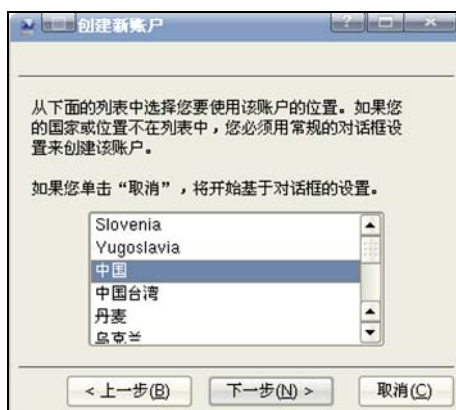 创建新账户
从下面的列表中选择您要使用该账户的位置。如果您
的国家或位置不在列表中，您必须用常规的对话框设
置来创建该账户。
如果您单击“取消”，将开始基于对话框的设置。
Slovenia
Yugoslavia
中国
中国台湾
丹麦
乌克兰
< 上一步(B)
下一步(N) >
取消(C)